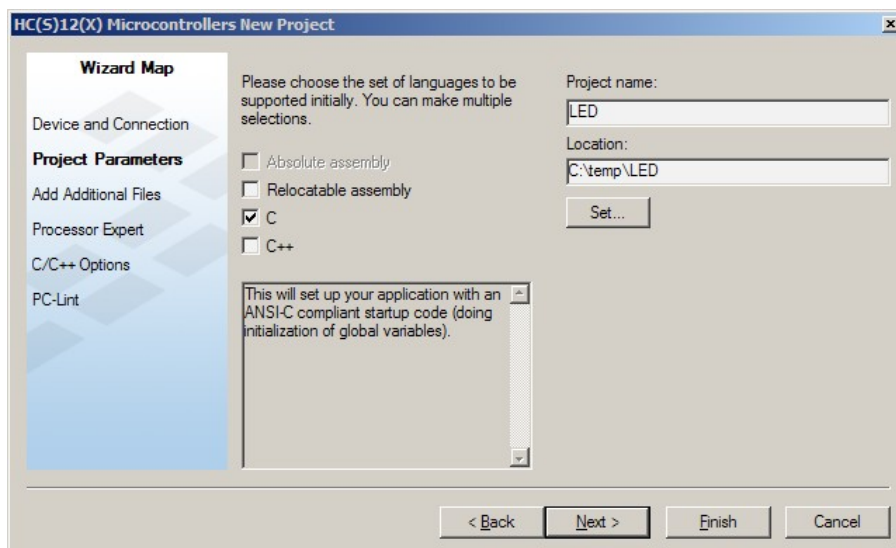 HC(S)12(X) Microcontrollers New Project
Wizard Map
Device and Connection
Project Parameters
Add Additional Files
Processor Expert
C/C++ Options
PC-Lint
Please choose the set of languages to be
supported initially. You can make multiple
selections.
Absolute assembly
Relocatable assembly
C
C++
This will set up your application with an
ANSI-C compliant startup code (doing
initialization of global variables).
Project name:
LED
Location:
C:\temp\LED
Set...
< Back
Next >
Finish
Cancel